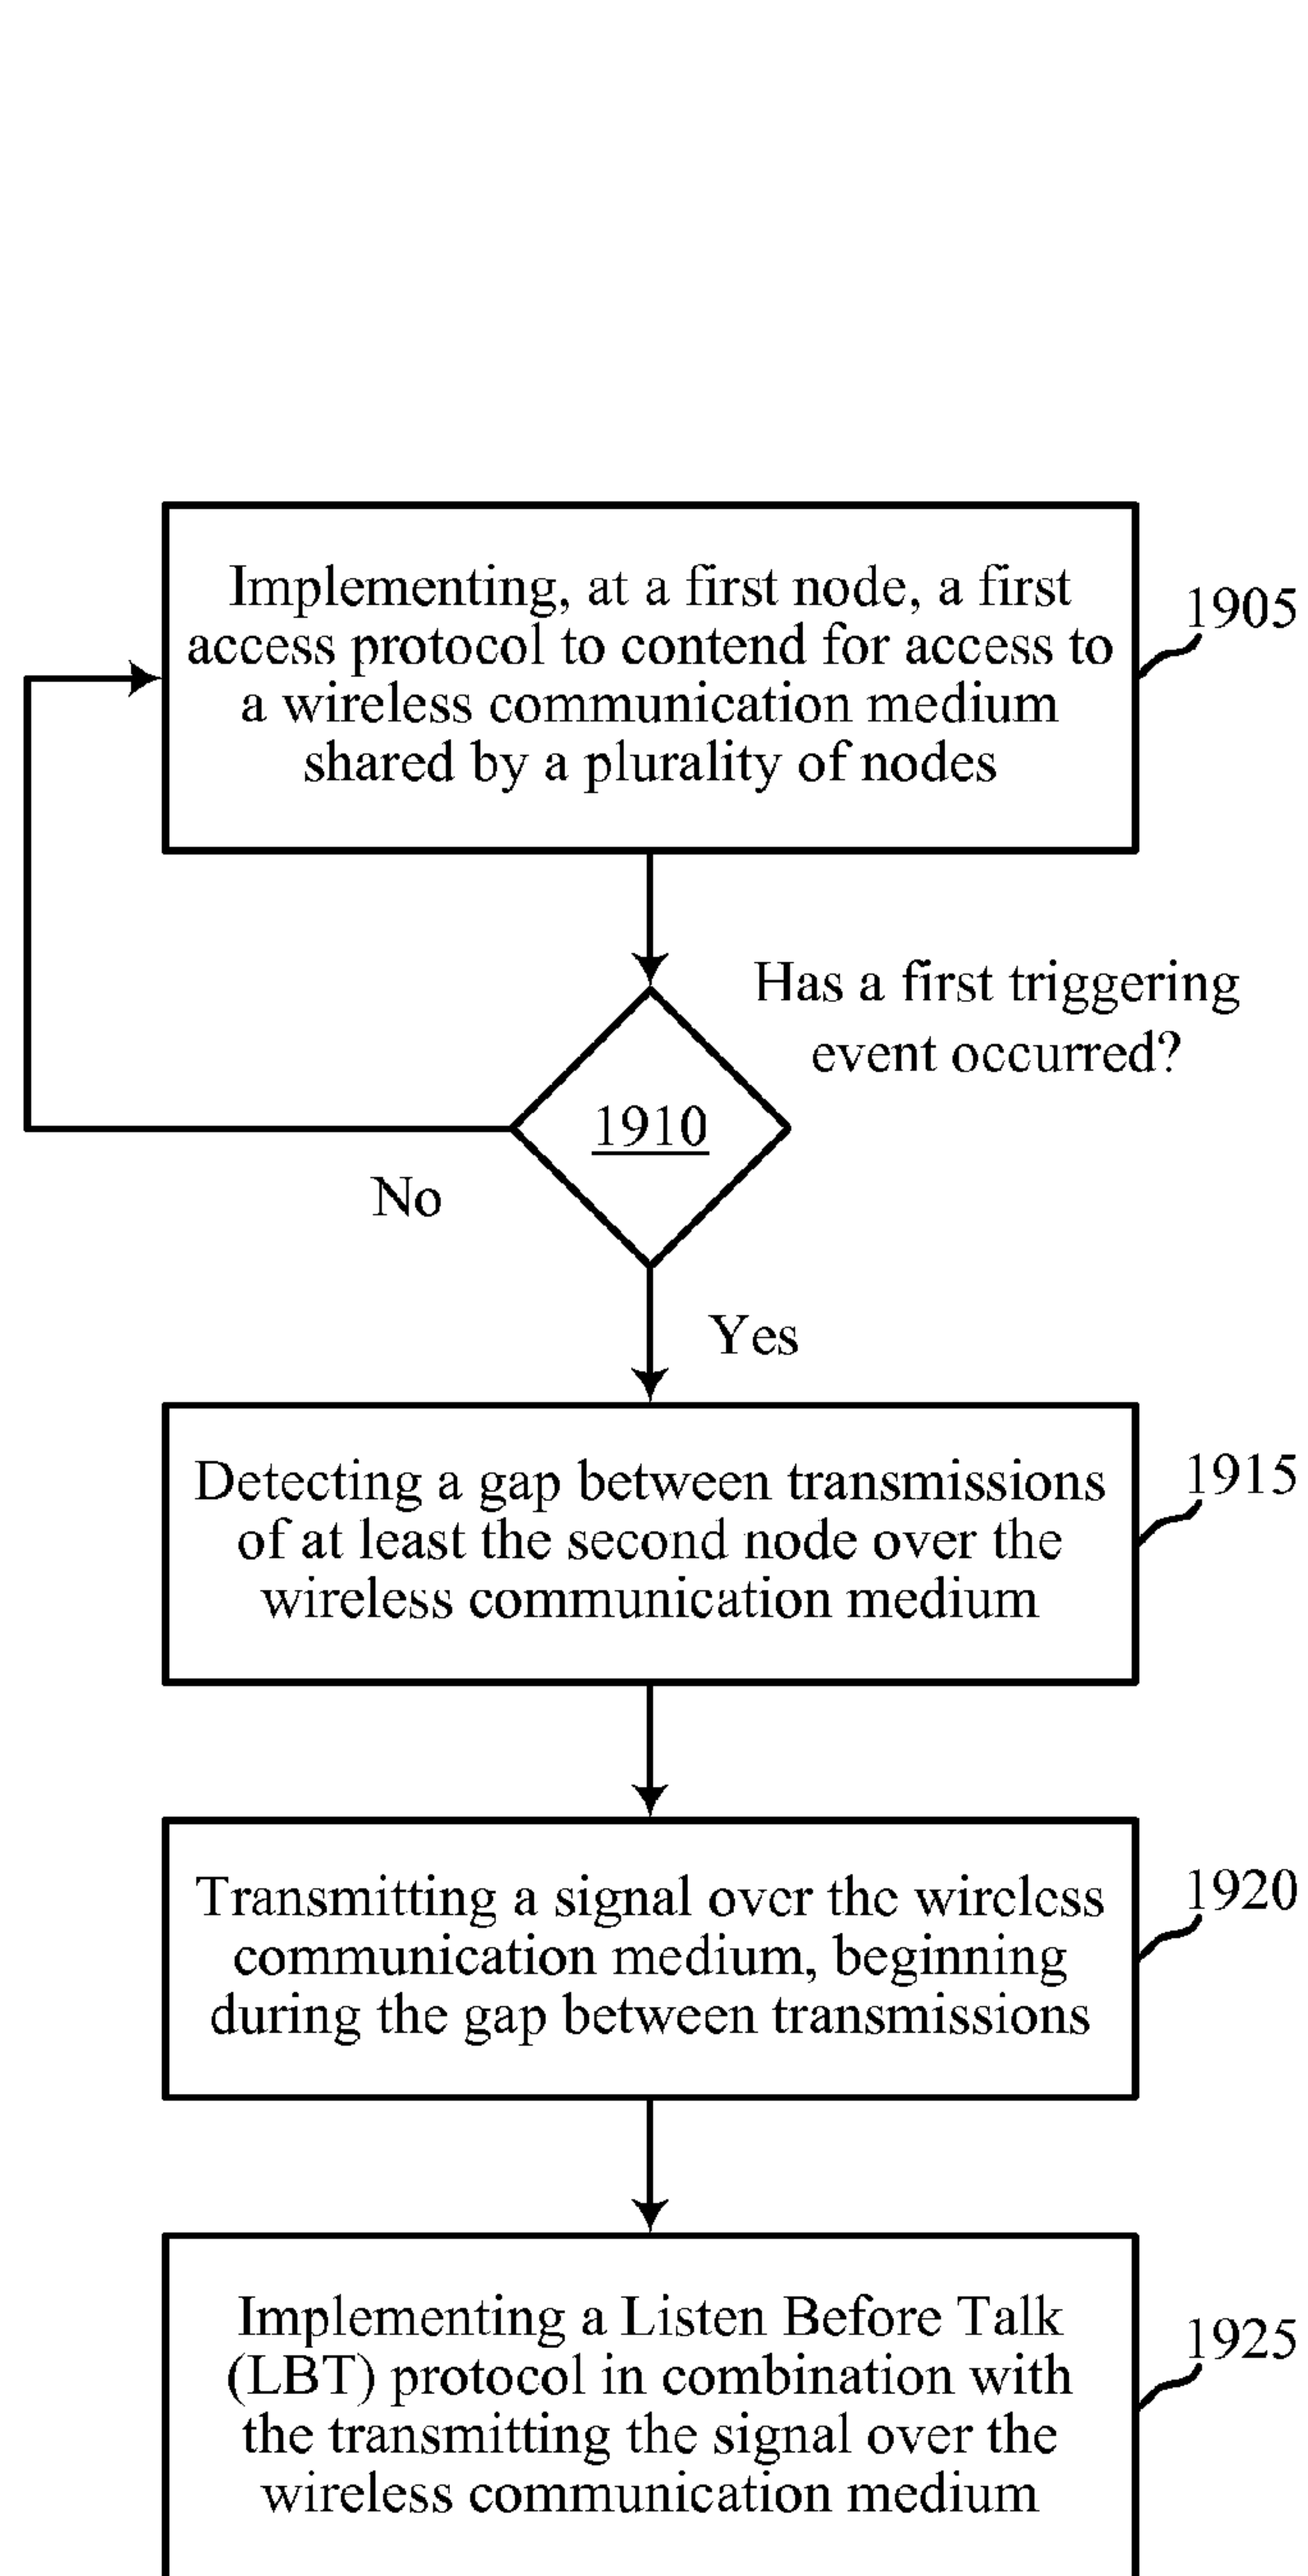 Implementing, at a first node, a first
access protocol to contend for access to
a wireless communication medium
shared by a plurality of nodes
1905
Has a first triggering
event occurred?
1910
No
Yes
Detecting a gap between transmissions
of at least the second node over the
wireless communication medium
1915
Transmitting a signal over the wireless
communication medium, beginning
during the gap between transmissions
1920
Implementing a Listen Before Talk
(LBT) protocol in combination with
the transmitting the signal over the
wireless communication medium
1925